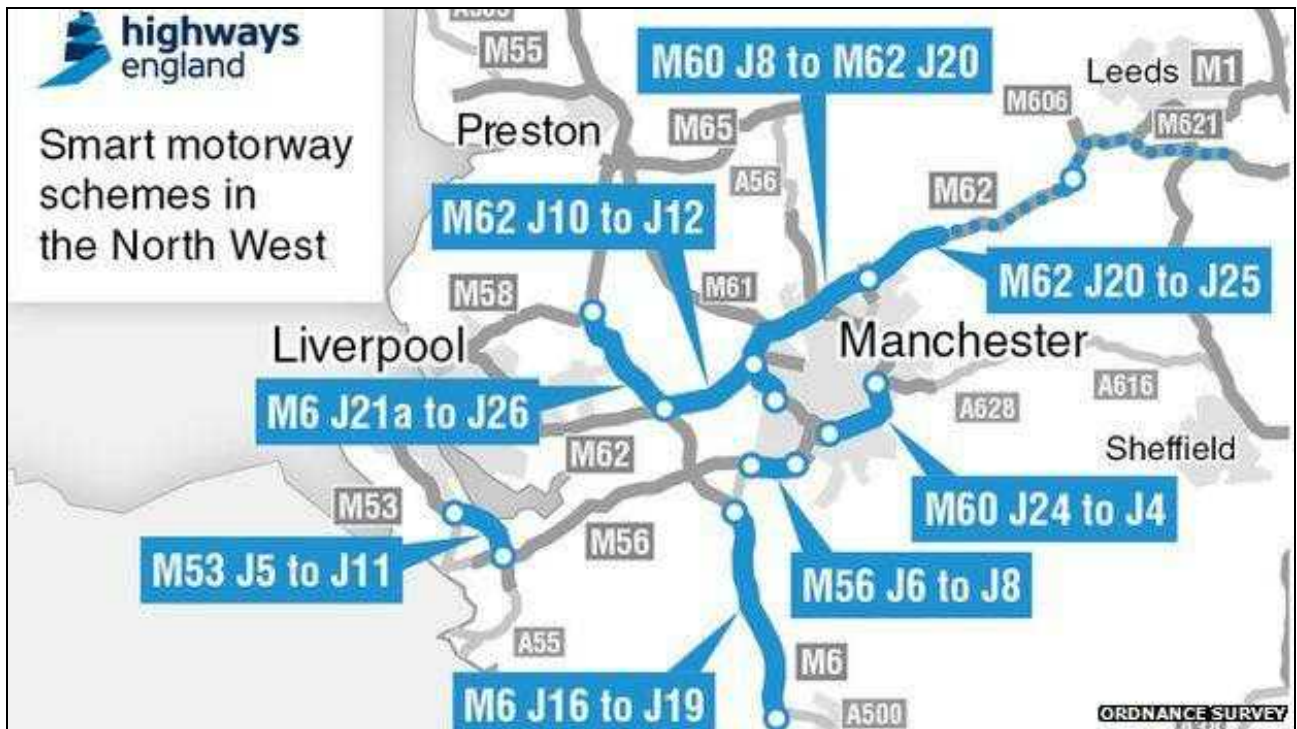 highways
england
Smart motorway
schemes in
the North West
M55
M60 J8 to M62 J20
Leeds
M1
M606
M621
Preston
M65
A56
M62
M62 J10 to J12
M62 J20 to J25
M58
M61
Liverpool
Manchester
M6 J21a to J26
A628
A616
M62
Sheffield
M53
M60 J24 to J4
M56
M53 J5 to J11
M56 J6 to J8
A55
M6
M6 J16 to J19
A500
ORDNANCE SURVEY